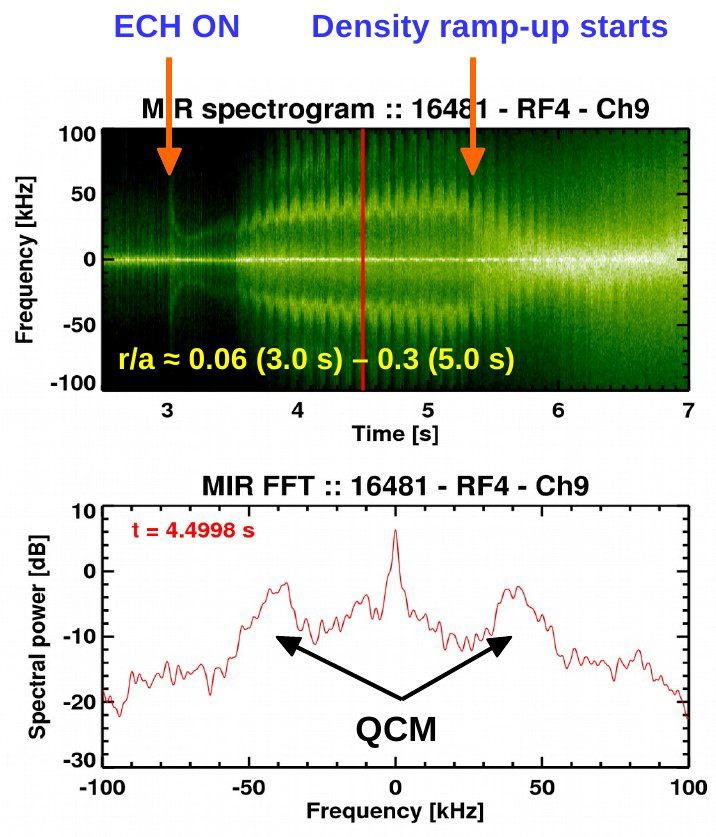 ECH ON Density ramp-up starts
MIR spectrogram :: 16481 - RF4 - Ch9
100
50
0
-50
-100
Frequency [kHz]
r/a ≈ 0.06 (3.0 s) – 0.3 (5.0 s)
3 4 5 6 7
Time [s]
MIR FFT :: 16481 - RF4 - Ch9
10
0
-10
-20
-30
Spectral power [dB]
t = 4.4998 s
QCM
-100 -50 0 50 100
Frequency [kHz]